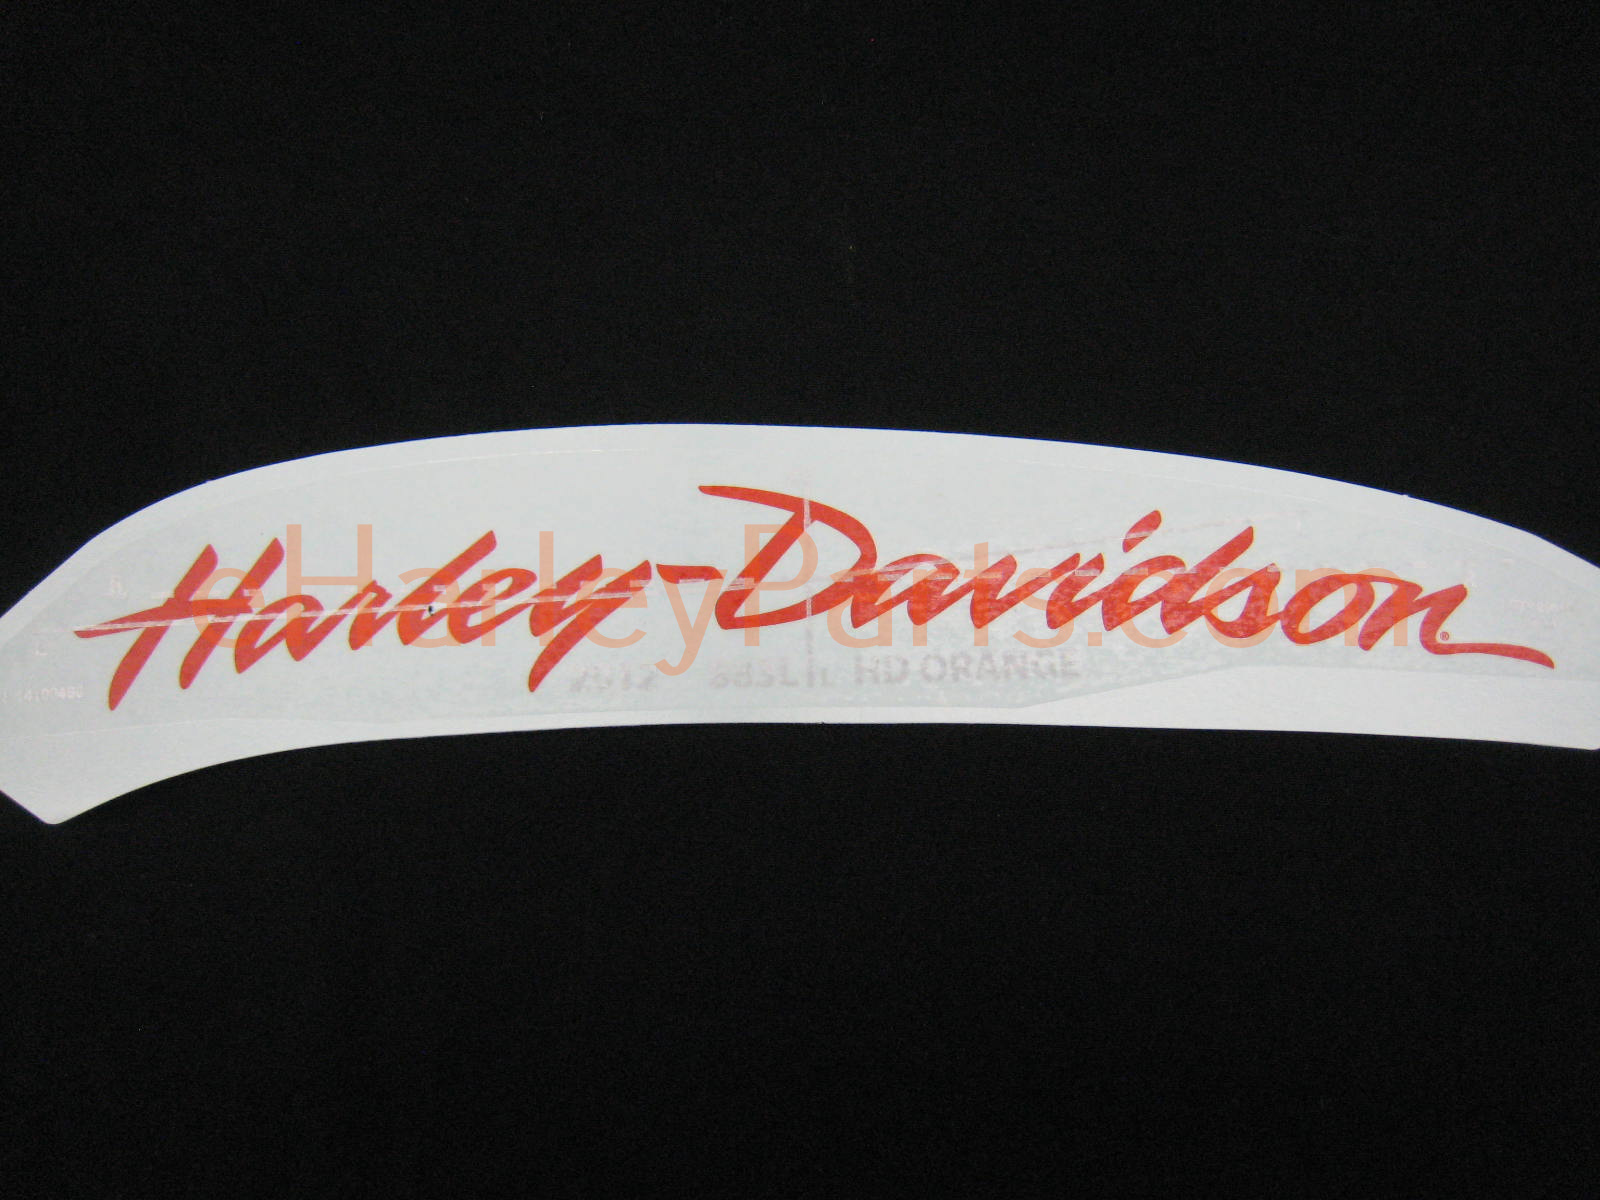 Harley-Davidson®
eHarleyParts.com
HD ORANGE